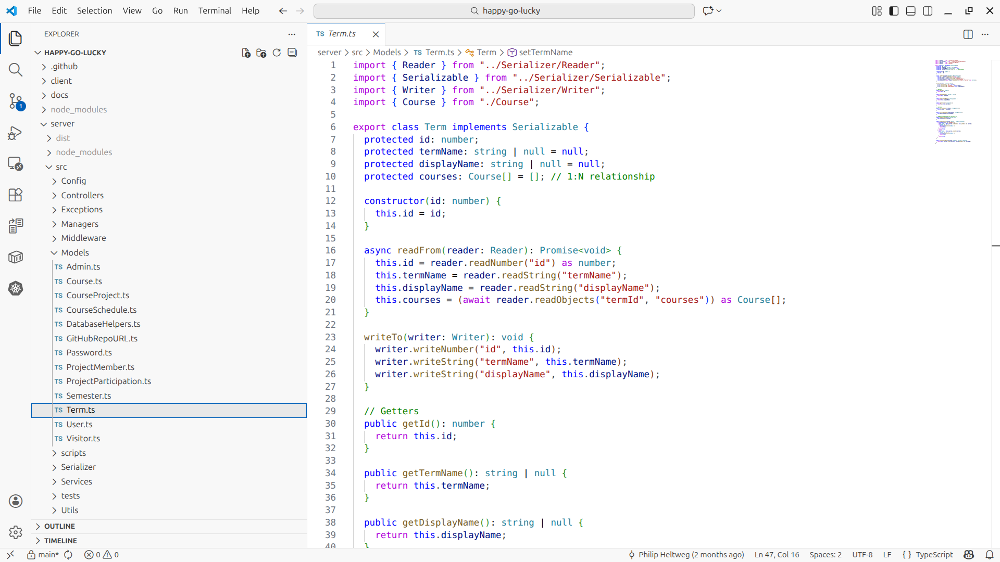 File Edit Selection View Go Run Terminal Help
happy-go-lucky
EXPLORER
HAPPY-GO-LUCKY
.github
client
docs
node_modules
server
dist
node_modules
src
Config
Controllers
Exceptions
Managers
Middleware
Models
TS Admin.ts
TS Course.ts
TS CourseProject.ts
TS CourseSchedule.ts
TS DatabaseHelpers.ts
TS GitHubRepoURL.ts
TS Password.ts
TS ProjectMember.ts
TS ProjectParticipation.ts
TS Semester.ts
TS Term.ts
TS User.ts
TS Visitor.ts
scripts
Serializer
Services
tests
Utils
OUTLINE
TIMELINE
1
TS Term.ts
server > src > Models > TS Term.ts > Term > setTermName
1 import { Reader } from "../Serializer/Reader";
2 import { Serializable } from "../Serializer/Serializable";
3 import { Writer } from "../Serializer/Writer";
4 import { Course } from "./Course";
5
6 export class Term implements Serializable {
7 protected id: number;
8 protected termName: string | null = null;
9 protected displayName: string | null = null;
10 protected courses: Course[] = []; // 1:N relationship
11
12 constructor(id: number) {
13 this.id = id;
14 }
15
16 async readFrom(reader: Reader): Promise<void> {
17 this.id = reader.readNumber("id") as number;
18 this.termName = reader.readString("termName");
19 this.displayName = reader.readString("displayName");
20 this.courses = (await reader.readObjects("termId", "courses")) as Course[];
21 }
22
23 writeTo(writer: Writer): void {
24 writer.writeNumber("id", this.id);
25 writer.writeString("termName", this.termName);
26 writer.writeString("displayName", this.displayName);
27 }
28
29 // Getters
30 public getId(): number {
31 return this.id;
32 }
33
34 public getTermName(): string | null {
35 return this.termName;
36 }
37
38 public getDisplayName(): string | null {
39 return this.displayName;
40 }
main* 0 0 Philip Heltweg (2 months ago) Ln 47, Col 16 Spaces: 2 UTF-8 LF { } TypeScript